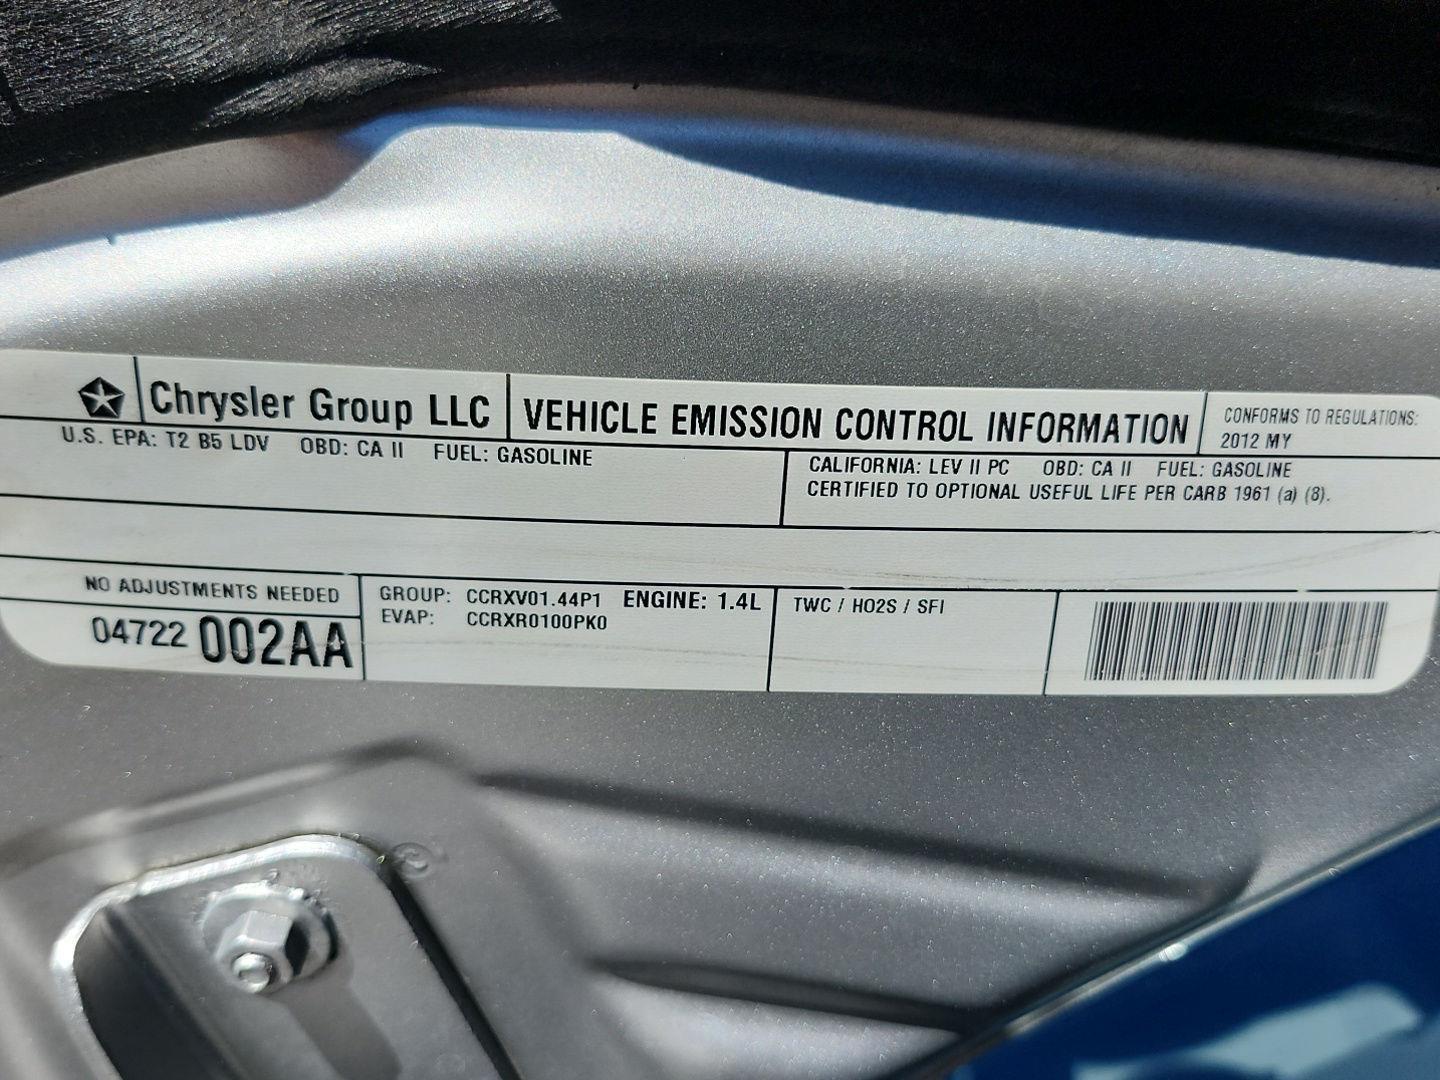 Chrysler Group LLC
VEHICLE EMISSION CONTROL INFORMATION
CONFORMS TO REGULATIONS:
2012 MY
U.S. EPA: T2 B5 LDV OBD: CA II FUEL: GASOLINE
CALIFORNIA: LEV II PC OBD: CA II FUEL: GASOLINE
CERTIFIED TO OPTIONAL USEFUL LIFE PER CARB 1961 (a) (8).
NO ADJUSTMENTS NEEDED
04722 002AA
GROUP: CCRXV01.44P1 ENGINE: 1.4L
EVAP: CCRXR0100PK0
TWC / HO2S / SFI